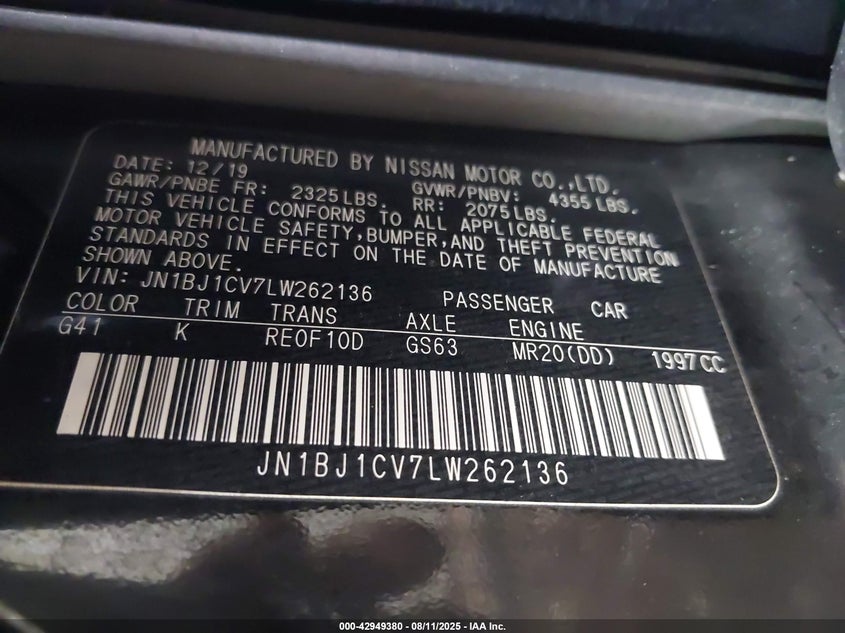 MANUFACTURED BY NISSAN MOTOR CO.,LTD.
DATE: 12/19
GAWR/PNBE FR: 2325LBS. GVWR/PNBV: 4355LBS.
RR: 2075LBS.
THIS VEHICLE CONFORMS TO ALL APPLICABLE FEDERAL
MOTOR VEHICLE SAFETY,BUMPER,AND THEFT PREVENTION
STANDARDS IN EFFECT ON THE DATE OF MANUFACTURE
SHOWN ABOVE.
VIN: JN1BJ1CV7LW262136 PASSENGER CAR
COLOR TRIM TRANS AXLE ENGINE
G41 K RE0F10D GS63 MR20(DD) 1997CC
JN1BJ1CV7LW262136
000-42949380 - 08/11/2025 - IAA Inc.